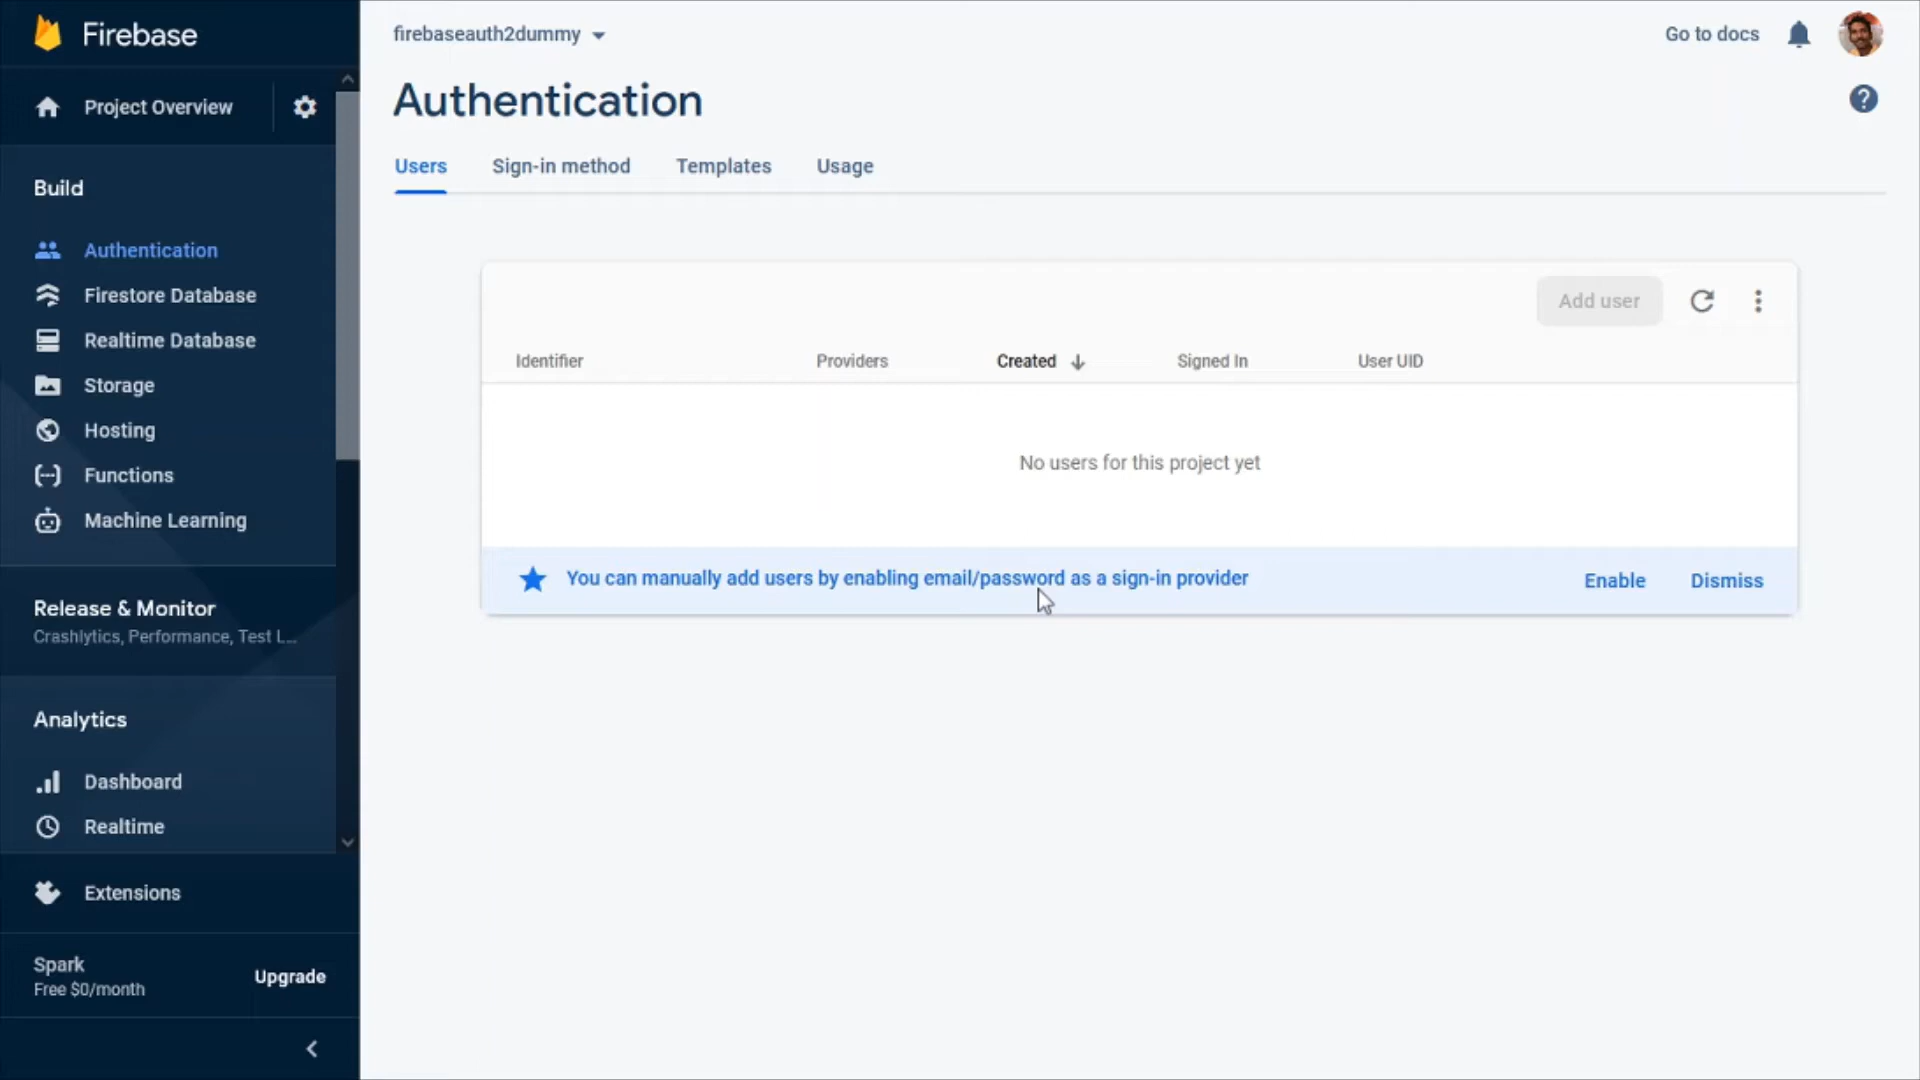 Firebase
Project Overview
Build
Authentication
Firestore Database
Realtime Database
Storage
Hosting
Functions
Machine Learning
Release & Monitor
Crashlytics, Performance, Test L...
Analytics
Dashboard
Realtime
Extensions
Spark
Free $0/month
Upgrade
firebaseauth2dummy
Go to docs
Authentication
Users Sign-in method Templates Usage
Add user
Identifier Providers Created Signed In User UID
No users for this project yet
You can manually add users by enabling email/password as a sign-in provider Enable Dismiss